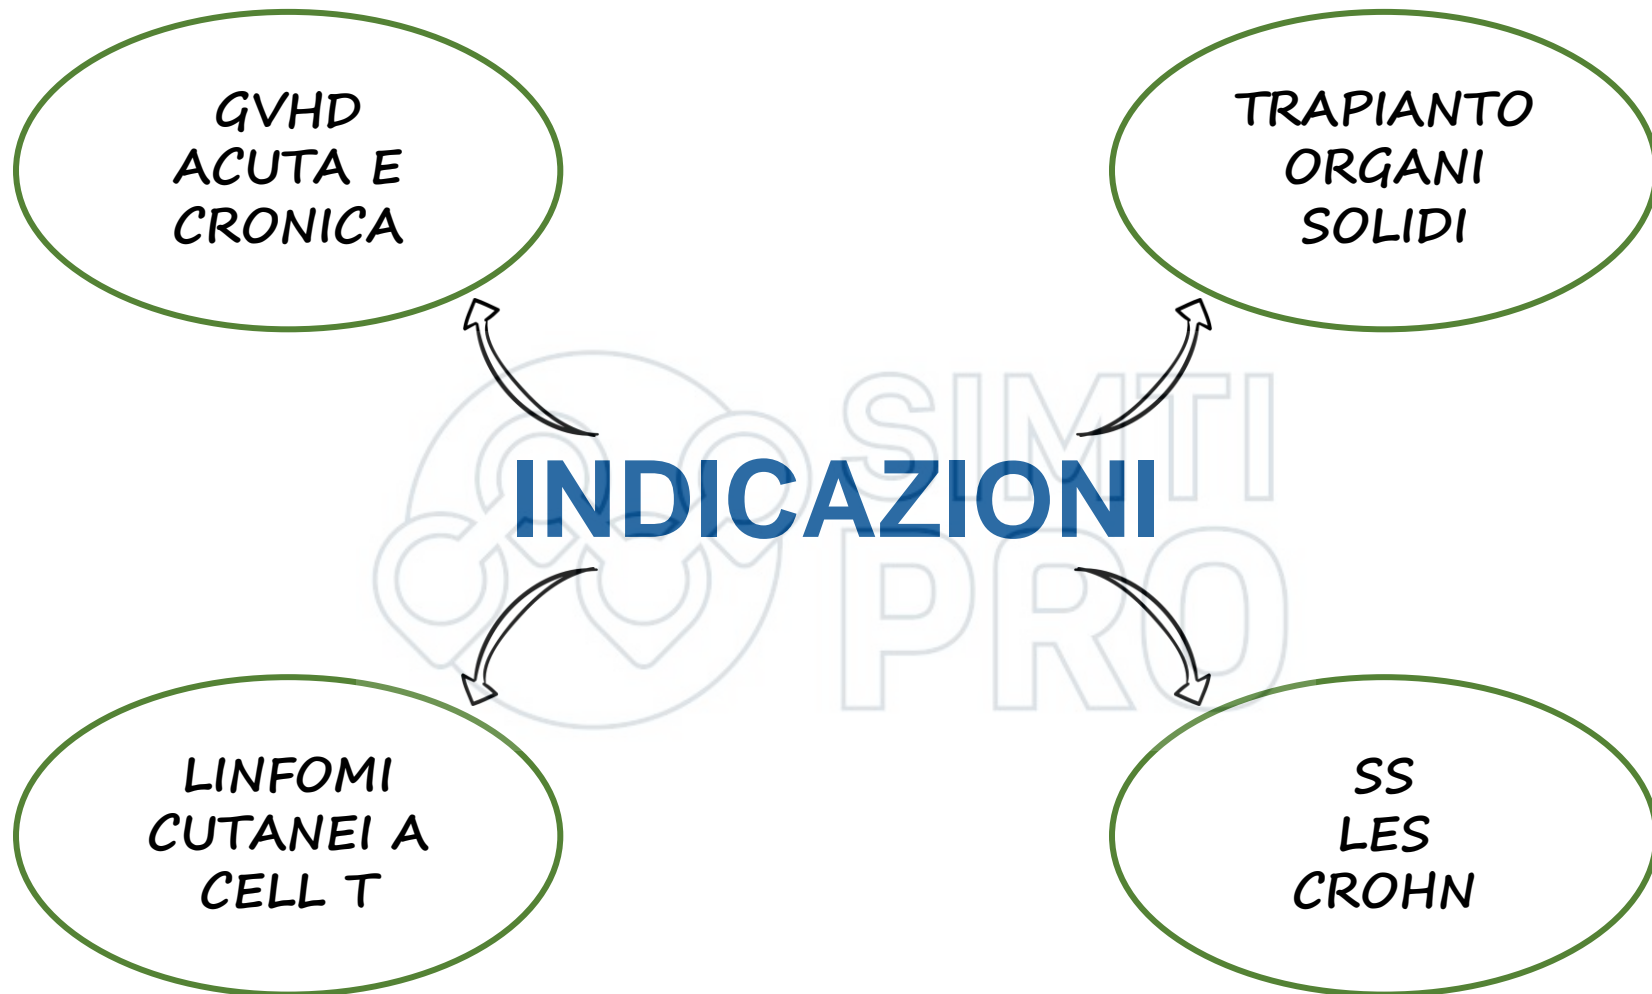 GVHD
ACUTA E
CRONICA
TRAPIANTO
ORGANI
SOLIDI
SIMTI
PRO
INDICAZIONI
LINFOMI
CUTANEI A
CELL T
SS
LES
CROHN